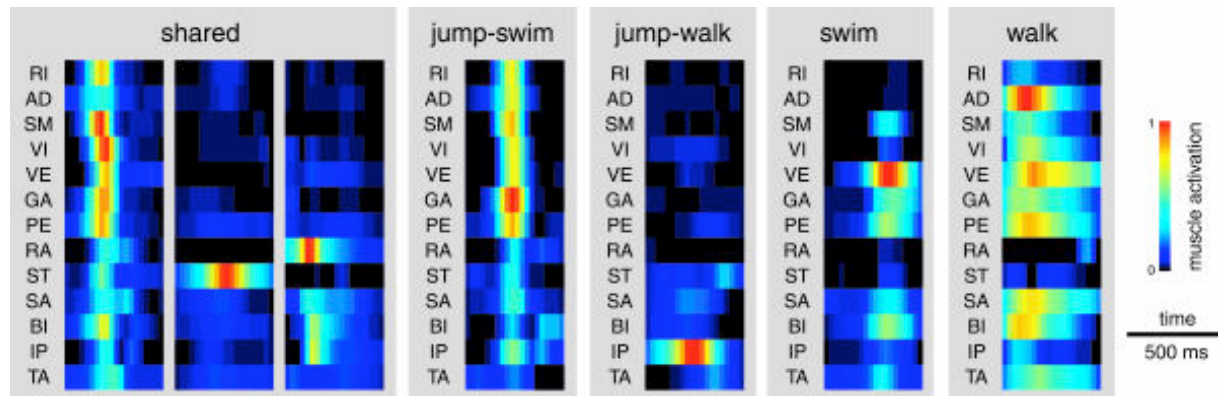 shared
RI
AD
SM
VI
VE
GA
PE
RA
ST
SA
BI
IP
TA
jump-swim
RI
AD
SM
VI
VE
GA
PE
RA
ST
SA
BI
IP
TA
jump-walk
RI
AD
SM
VI
VE
GA
PE
RA
ST
SA
BI
IP
TA
swim
RI
AD
SM
VI
VE
GA
PE
RA
ST
SA
BI
IP
TA
walk
RI
AD
SM
VI
VE
GA
PE
RA
ST
SA
BI
IP
TA
1
0
muscle activation
time
500 ms